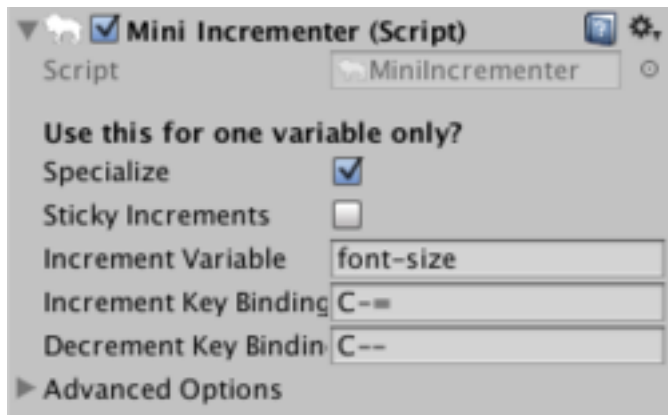 Mini Incrementer (Script)
Script MiniIncrementer
Use this for one variable only?
Specialize
Sticky Increments
Increment Variable font-size
Increment Key Binding C-=
Decrement Key Bindin C--
Advanced Options